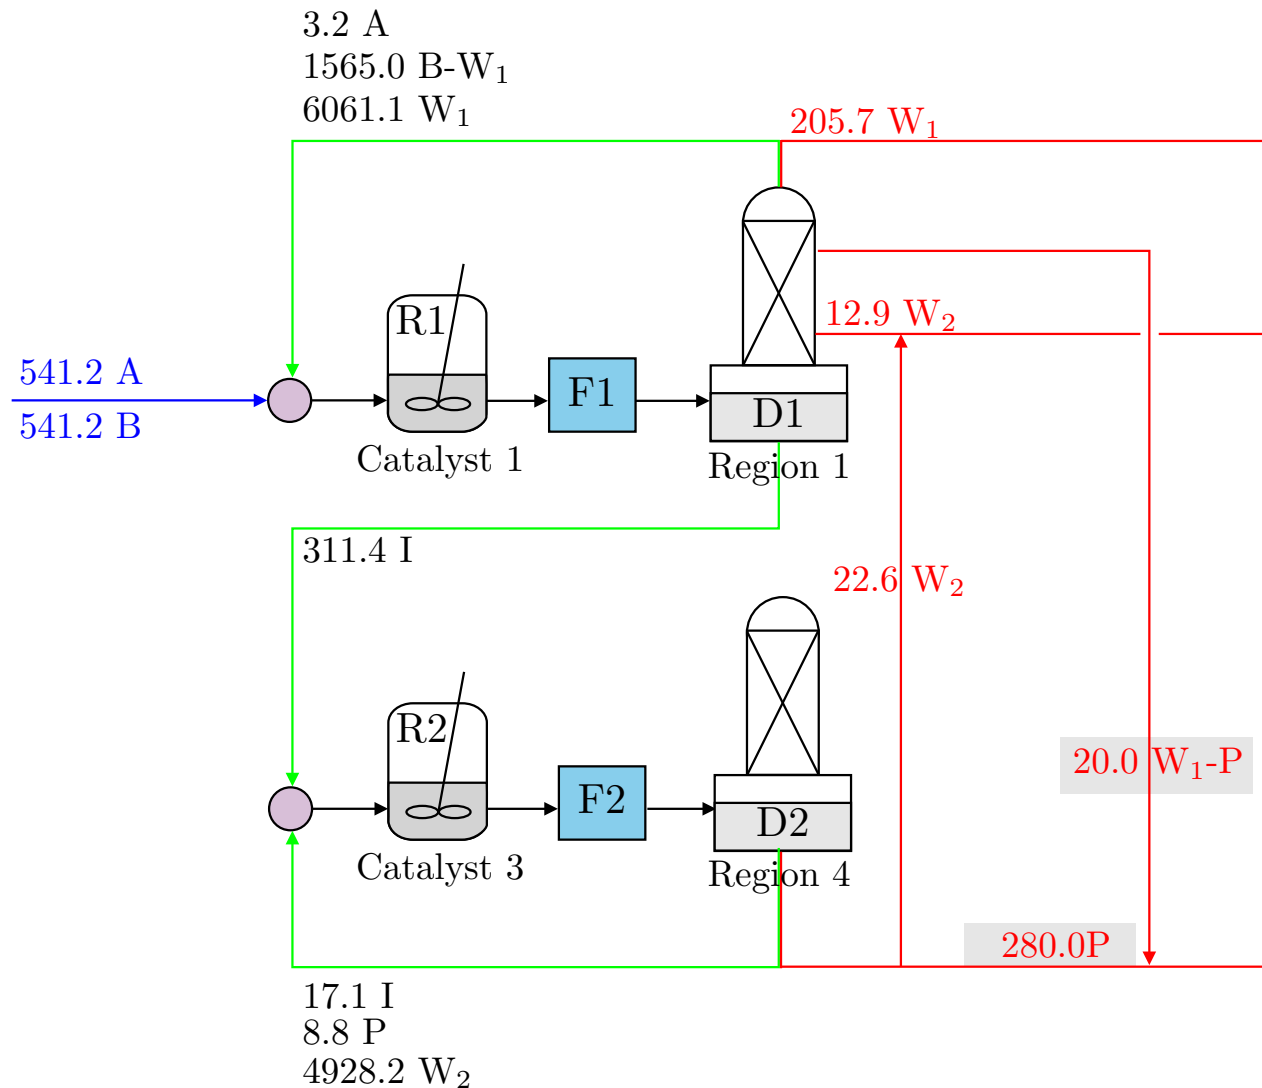 3.2 A
1565.0 B-W₁
6061.1 W₁
205.7 W₁
R1
12.9 W₂
541.2 A
541.2 B
F1
D1
Catalyst 1
Region 1
311.4 I
22.6 W₂
R2
20.0 W₁-P
F2
D2
Catalyst 3
Region 4
280.0P
17.1 I
8.8 P
4928.2 W₂